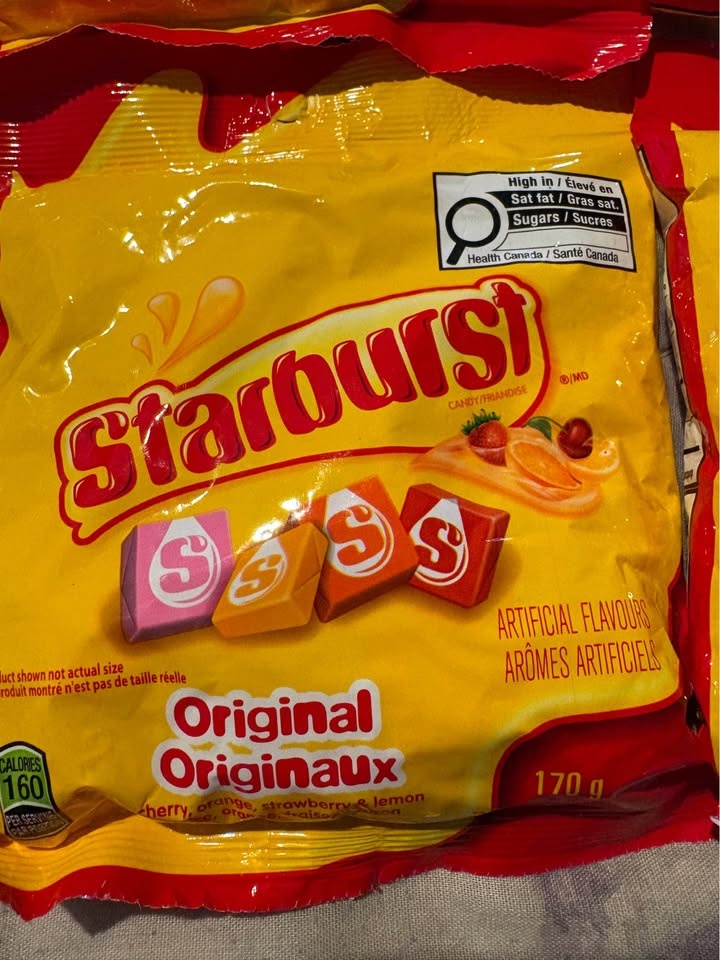 High in / Élevé en
Sat fat / Gras sat.
Sugars / Sucres
Health Canada / Santé Canada
Starburst
®/MD
CANDY/FRIANDISE
S S S S
ARTIFICIAL FLAVOURS
ARÔMES ARTIFICIELS
uct shown not actual size
roduit montré n'est pas de taille réelle
Original
Originaux
cherry, orange, strawberry & lemon
CALORIES
160
PER SERVING
170 g